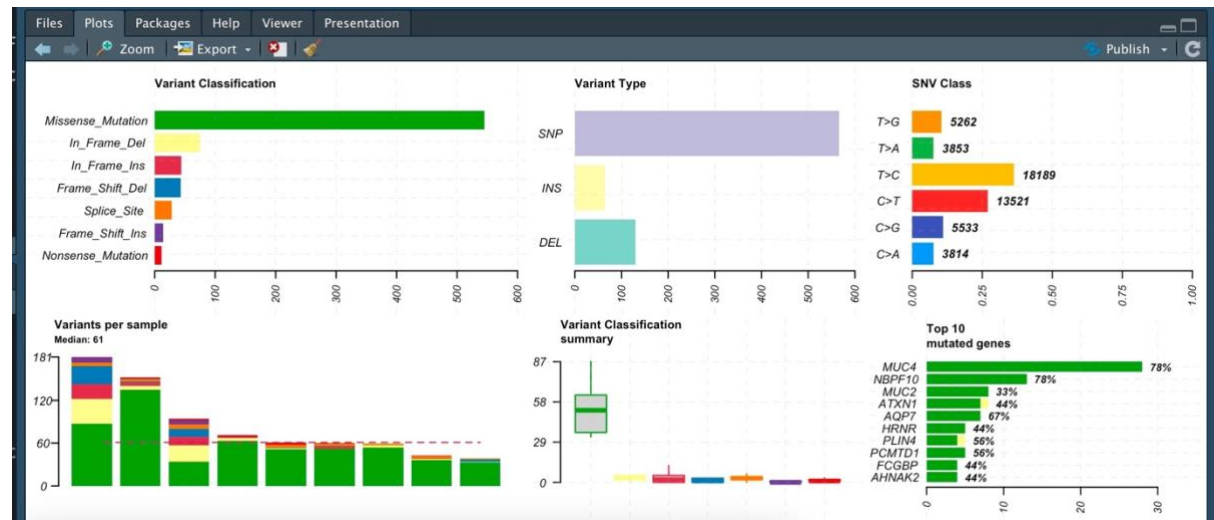 Files Plots Packages Help Viewer Presentation
Zoom Export Publish
Variant Classification
Missense_Mutation
In_Frame_Del
In_Frame_Ins
Frame_Shift_Del
Splice_Site
Frame_Shift_Ins
Nonsense_Mutation
0 100 200 300 400 500 600
Variant Type
SNP
INS
DEL
0 100 200 300 400 500 600
SNV Class
T>G 5262
T>A 3853
T>C 18189
C>T 13521
C>G 5533
C>A 3814
0.00 0.25 0.50 0.75 1.00
Variants per sample
Median: 61
181
120
60
0
Variant Classification
summary
87
58
29
0
Top 10
mutated genes
MUC4 78%
NBPF10 78%
MUC2 33%
ATXN1 44%
AQP7 67%
HRNR 44%
PLIN4 56%
PCMTD1 56%
FCGBP 44%
AHNAK2 44%
0 10 20 30